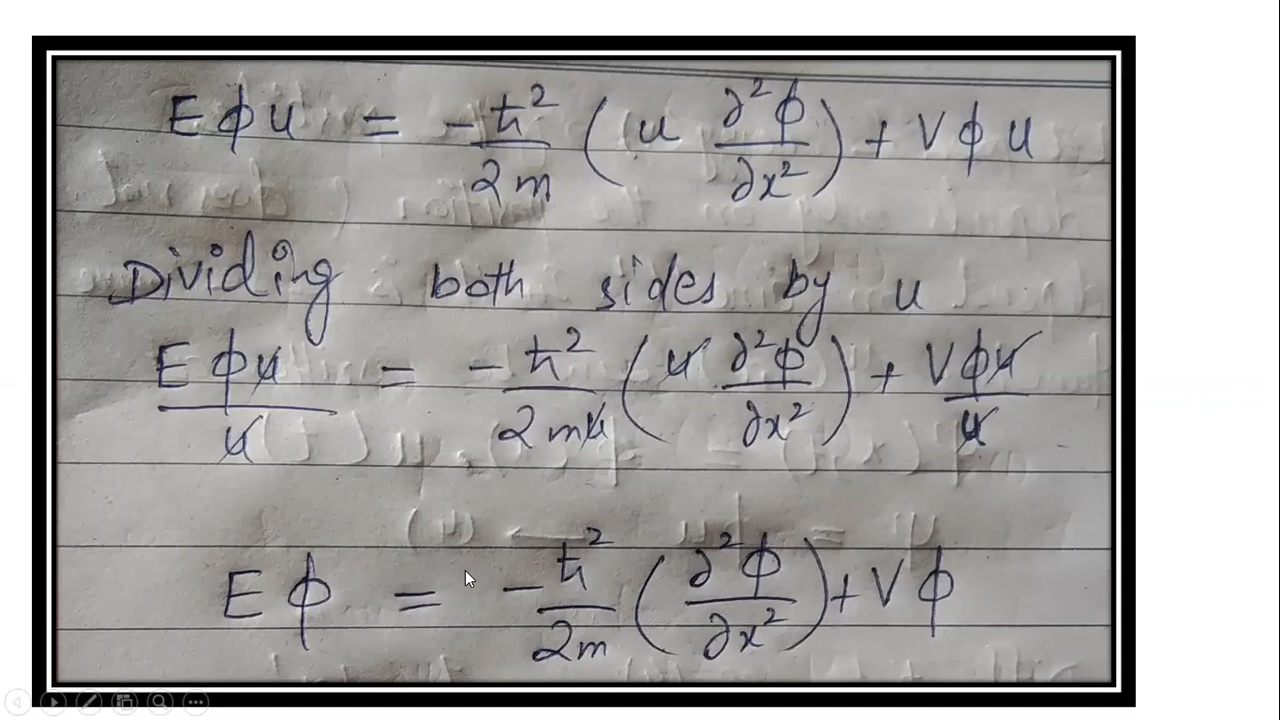 Eϕu = -ħ²/2m (u ∂²ϕ/∂x²) + Vϕu
Dividing both sides by u
Eϕu/u = -ħ²/2mu (u ∂²ϕ/∂x²) + Vϕu/u
Eϕ = -ħ²/2m (∂²ϕ/∂x²) + Vϕ